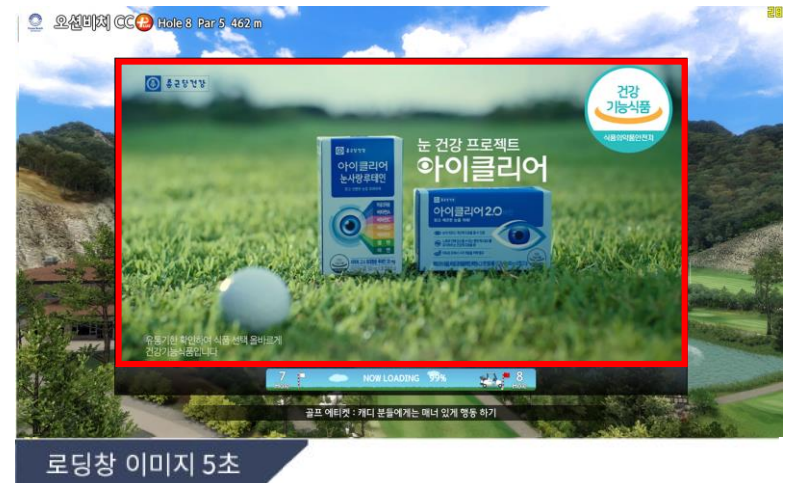 오션비치 CC Hole 8 Par 5 462 m
종근당건강
건강
기능식품
식품의약품안전처
눈 건강 프로젝트
아이클리어
종근당건강
아이클리어
눈사랑루테인
아이클리어 2.0
유통기한 확인하여 식품 선택 올바르게
건강기능식품입니다
7
NOW LOADING 99%
8
골프 에티켓 : 캐디 분들에게는 매너 있게 행동 하기
로딩창 이미지 5초